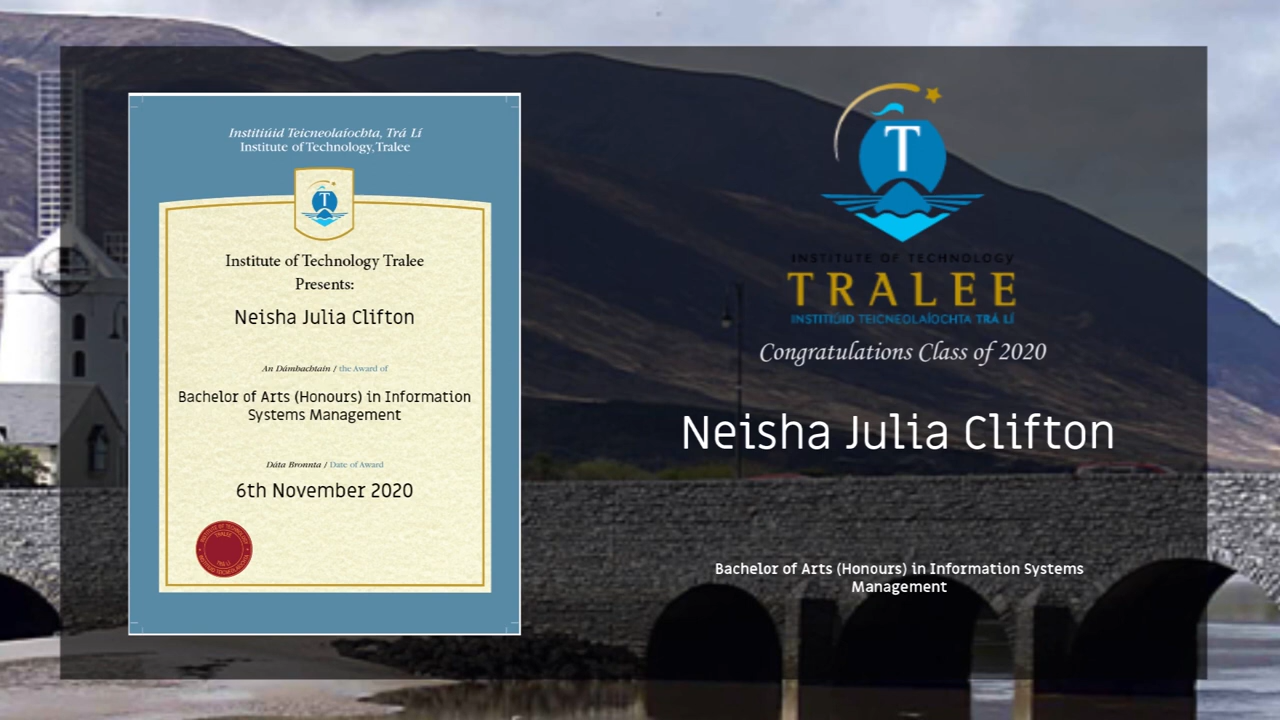 Institiúid Teicneolaíochta, Trá Lí
Institute of Technology,Tralee
T
Institute of Technology Tralee
Presents:
Neisha Julia Clifton
An Dámhachtain / the Award of
Bachelor of Arts (Honours) in Information
Systems Management
Dáta Bronnta / Date of Award
6th November 2020
T
INSTITUTE OF TECHNOLOGY
TRALEE
INSTITIÚID TEICNEOLAÍOCHTA TRÁ LÍ
Congratulations Class of 2020
Neisha Julia Clifton
Bachelor of Arts (Honours) in Information Systems
Management